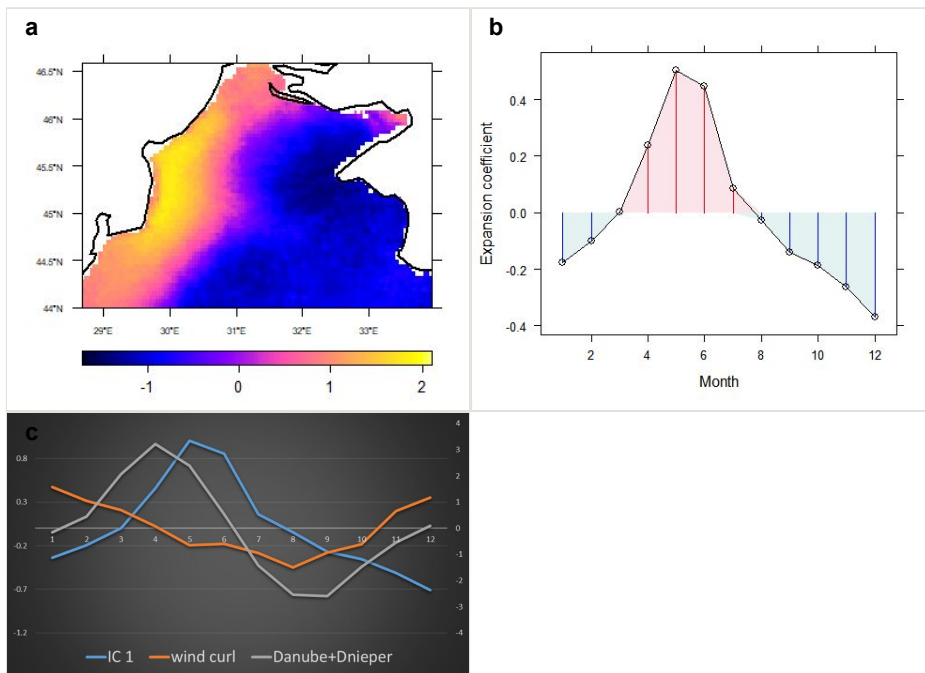 a
46.5°N
46°N
45.5°N
45°N
44.5°N
44°N
29°E 30°E 31°E 32°E 33°E
-1 0 1 2
b
Expansion coefficient
0.4
0.2
0.0
-0.2
-0.4
2 4 6 8 10 12
Month
c
0.8
0.3
-0.2
-0.7
-1.2
1 2 3 4 5 6 7 8 9 10 11 12
4
3
2
1
0
-1
-2
-3
-4
IC 1 wind curl Danube+Dnieper